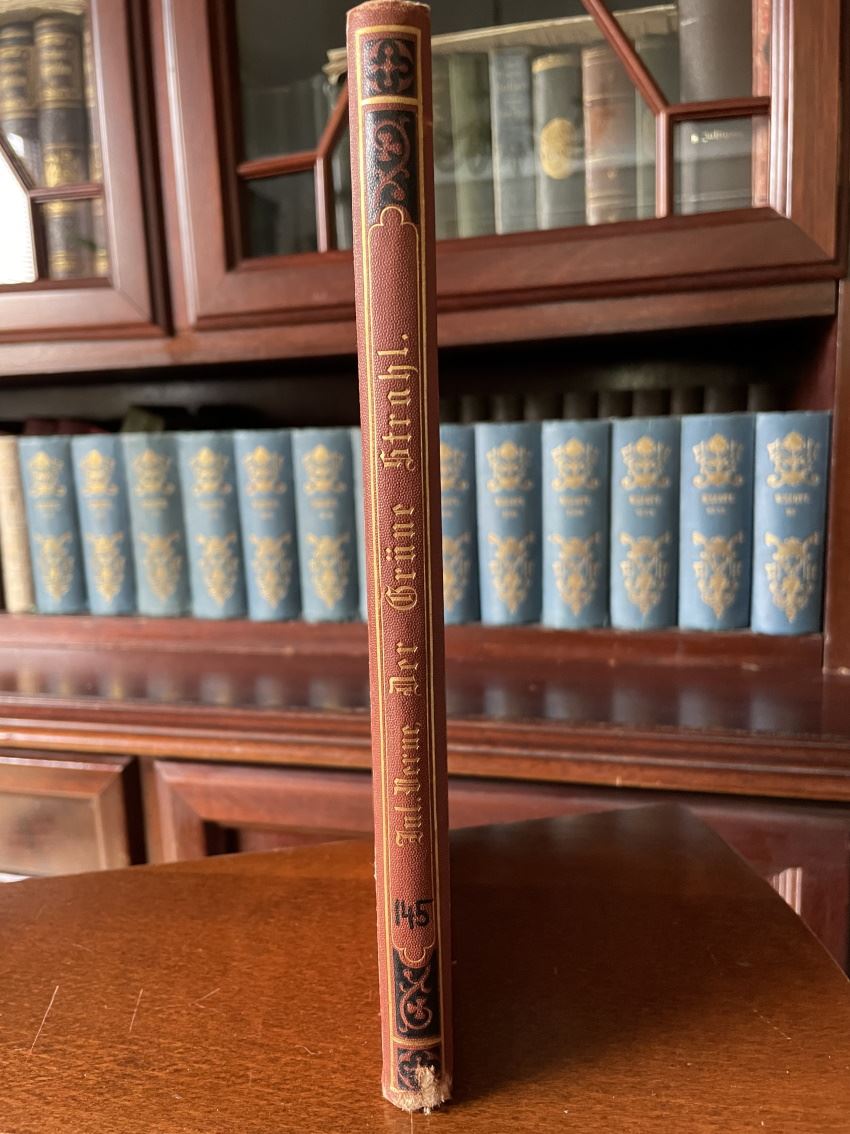 Jul. Verne Der Grüne Strahl.
145